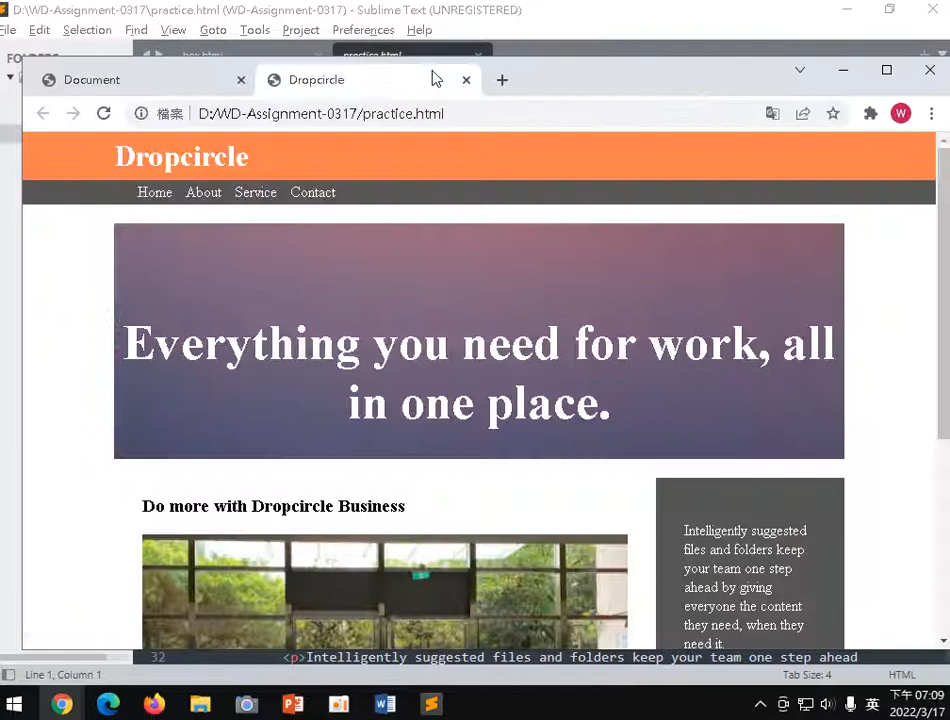 D:\WD-Assignment-0317\practice.html (WD-Assignment-0317) - Sublime Text (UNREGISTERED)
File Edit Selection Find View Goto Tools Project Preferences Help
box.html practice.html
Document Dropcircle
檔案 D:/WD-Assignment-0317/practice.html W
Dropcircle
Home About Service Contact
Everything you need for work, all
in one place.
Do more with Dropcircle Business
Intelligently suggested
files and folders keep
your team one step
ahead by giving
everyone the content
they need, when they
need it.
32 <p>Intelligently suggested files and folders keep your team one step ahead
Line 1, Column 1 Tab Size: 4 HTML
英 下午 07:09
2022/3/17